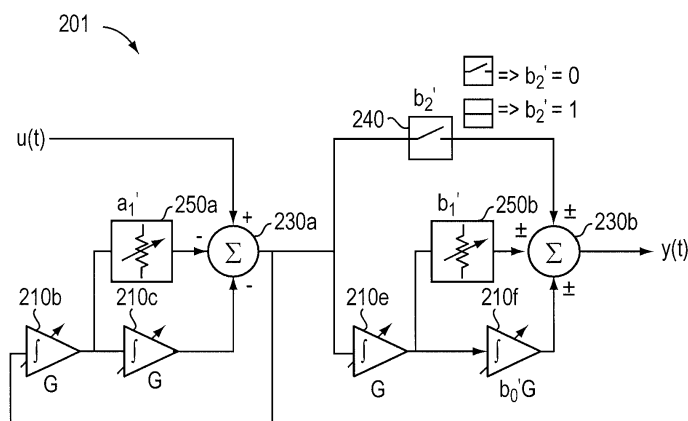 201
=> b₂' = 0
=> b₂' = 1
b₂'
240
u(t)
a₁'
250a
+
230a
-
Σ
-
b₁'
250b
±
±
230b
Σ
±
y(t)
210b
∫
G
210c
∫
G
210e
∫
G
210f
∫
b₀'G